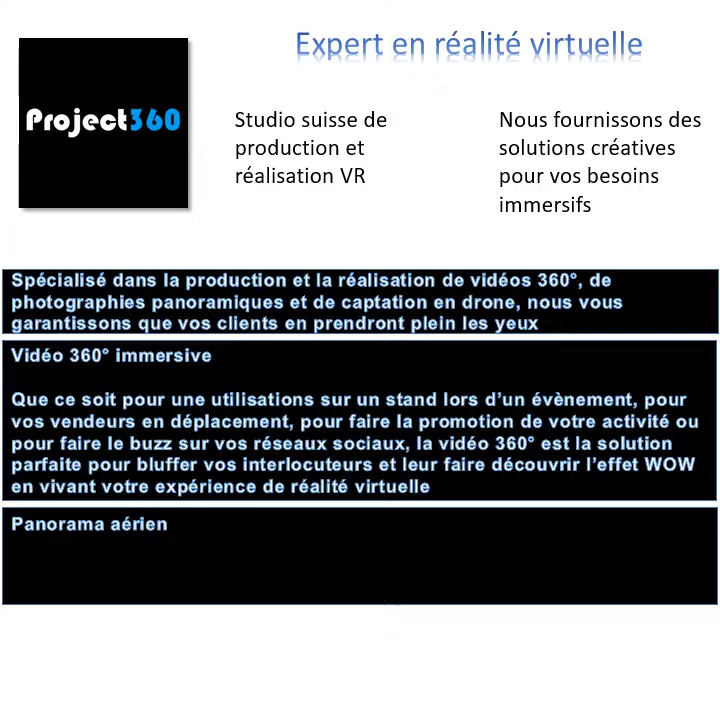 Expert en réalité virtuelle
Project360
Studio suisse de
production et
réalisation VR
Nous fournissons des
solutions créatives
pour vos besoins
immersifs
Spécialisé dans la production et la réalisation de vidéos 360°, de
photographies panoramiques et de captation en drone, nous vous
garantissons que vos clients en prendront plein les yeux
Vidéo 360° immersive
Que ce soit pour une utilisations sur un stand lors d’un évènement, pour
vos vendeurs en déplacement, pour faire la promotion de votre activité ou
pour faire le buzz sur vos réseaux sociaux, la vidéo 360° est la solution
parfaite pour bluffer vos interlocuteurs et leur faire découvrir l’effet WOW
en vivant votre expérience de réalité virtuelle
Panorama aérien